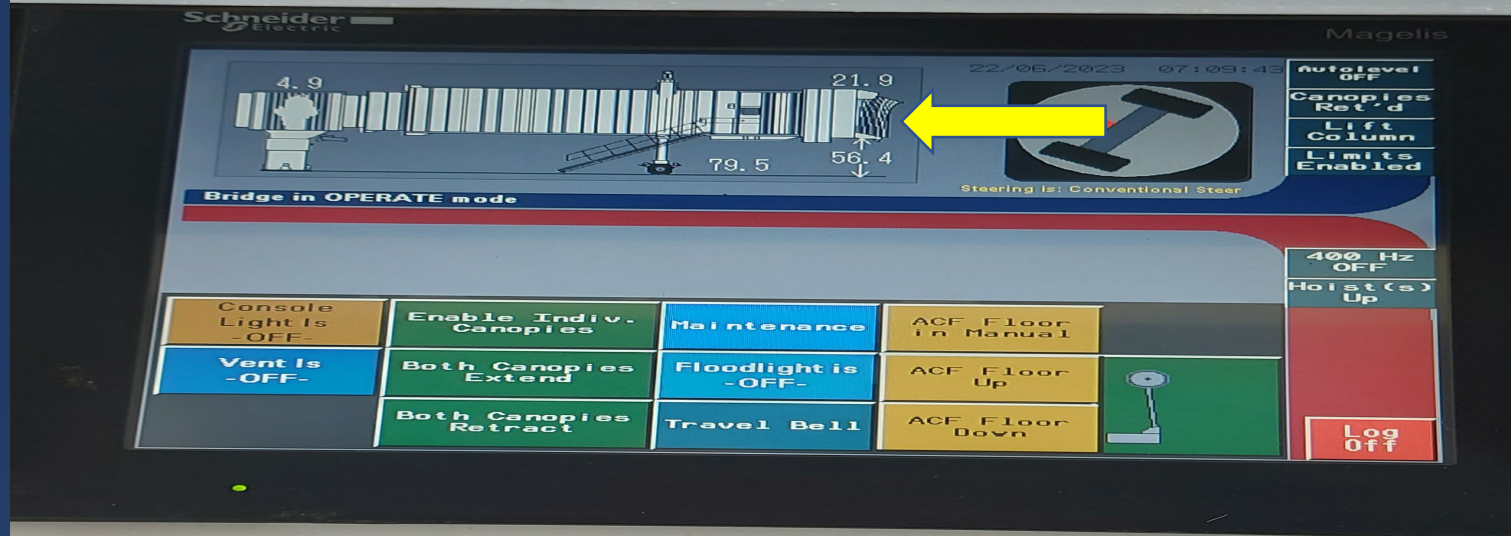 Schneider
Electric
Magelis
4.9
21.9
79.5
56.4
22/06/2023 07:09:43
Steering Is: Conventional Steer
Autolevel
OFF
Canopies
Ret'd
Lift
Column
Limits
Enabled
Bridge in OPERATE mode
400 Hz
OFF
Hoist(s)
Up
Console
Light Is
-OFF-
Enable Indiv.
Canopies
Maintenance
ACF Floor
in Manual
Vent Is
-OFF-
Both Canopies
Extend
Floodlight is
-OFF-
ACF Floor
Up
Both Canopies
Retract
Travel Bell
ACF Floor
Down
Log
Off